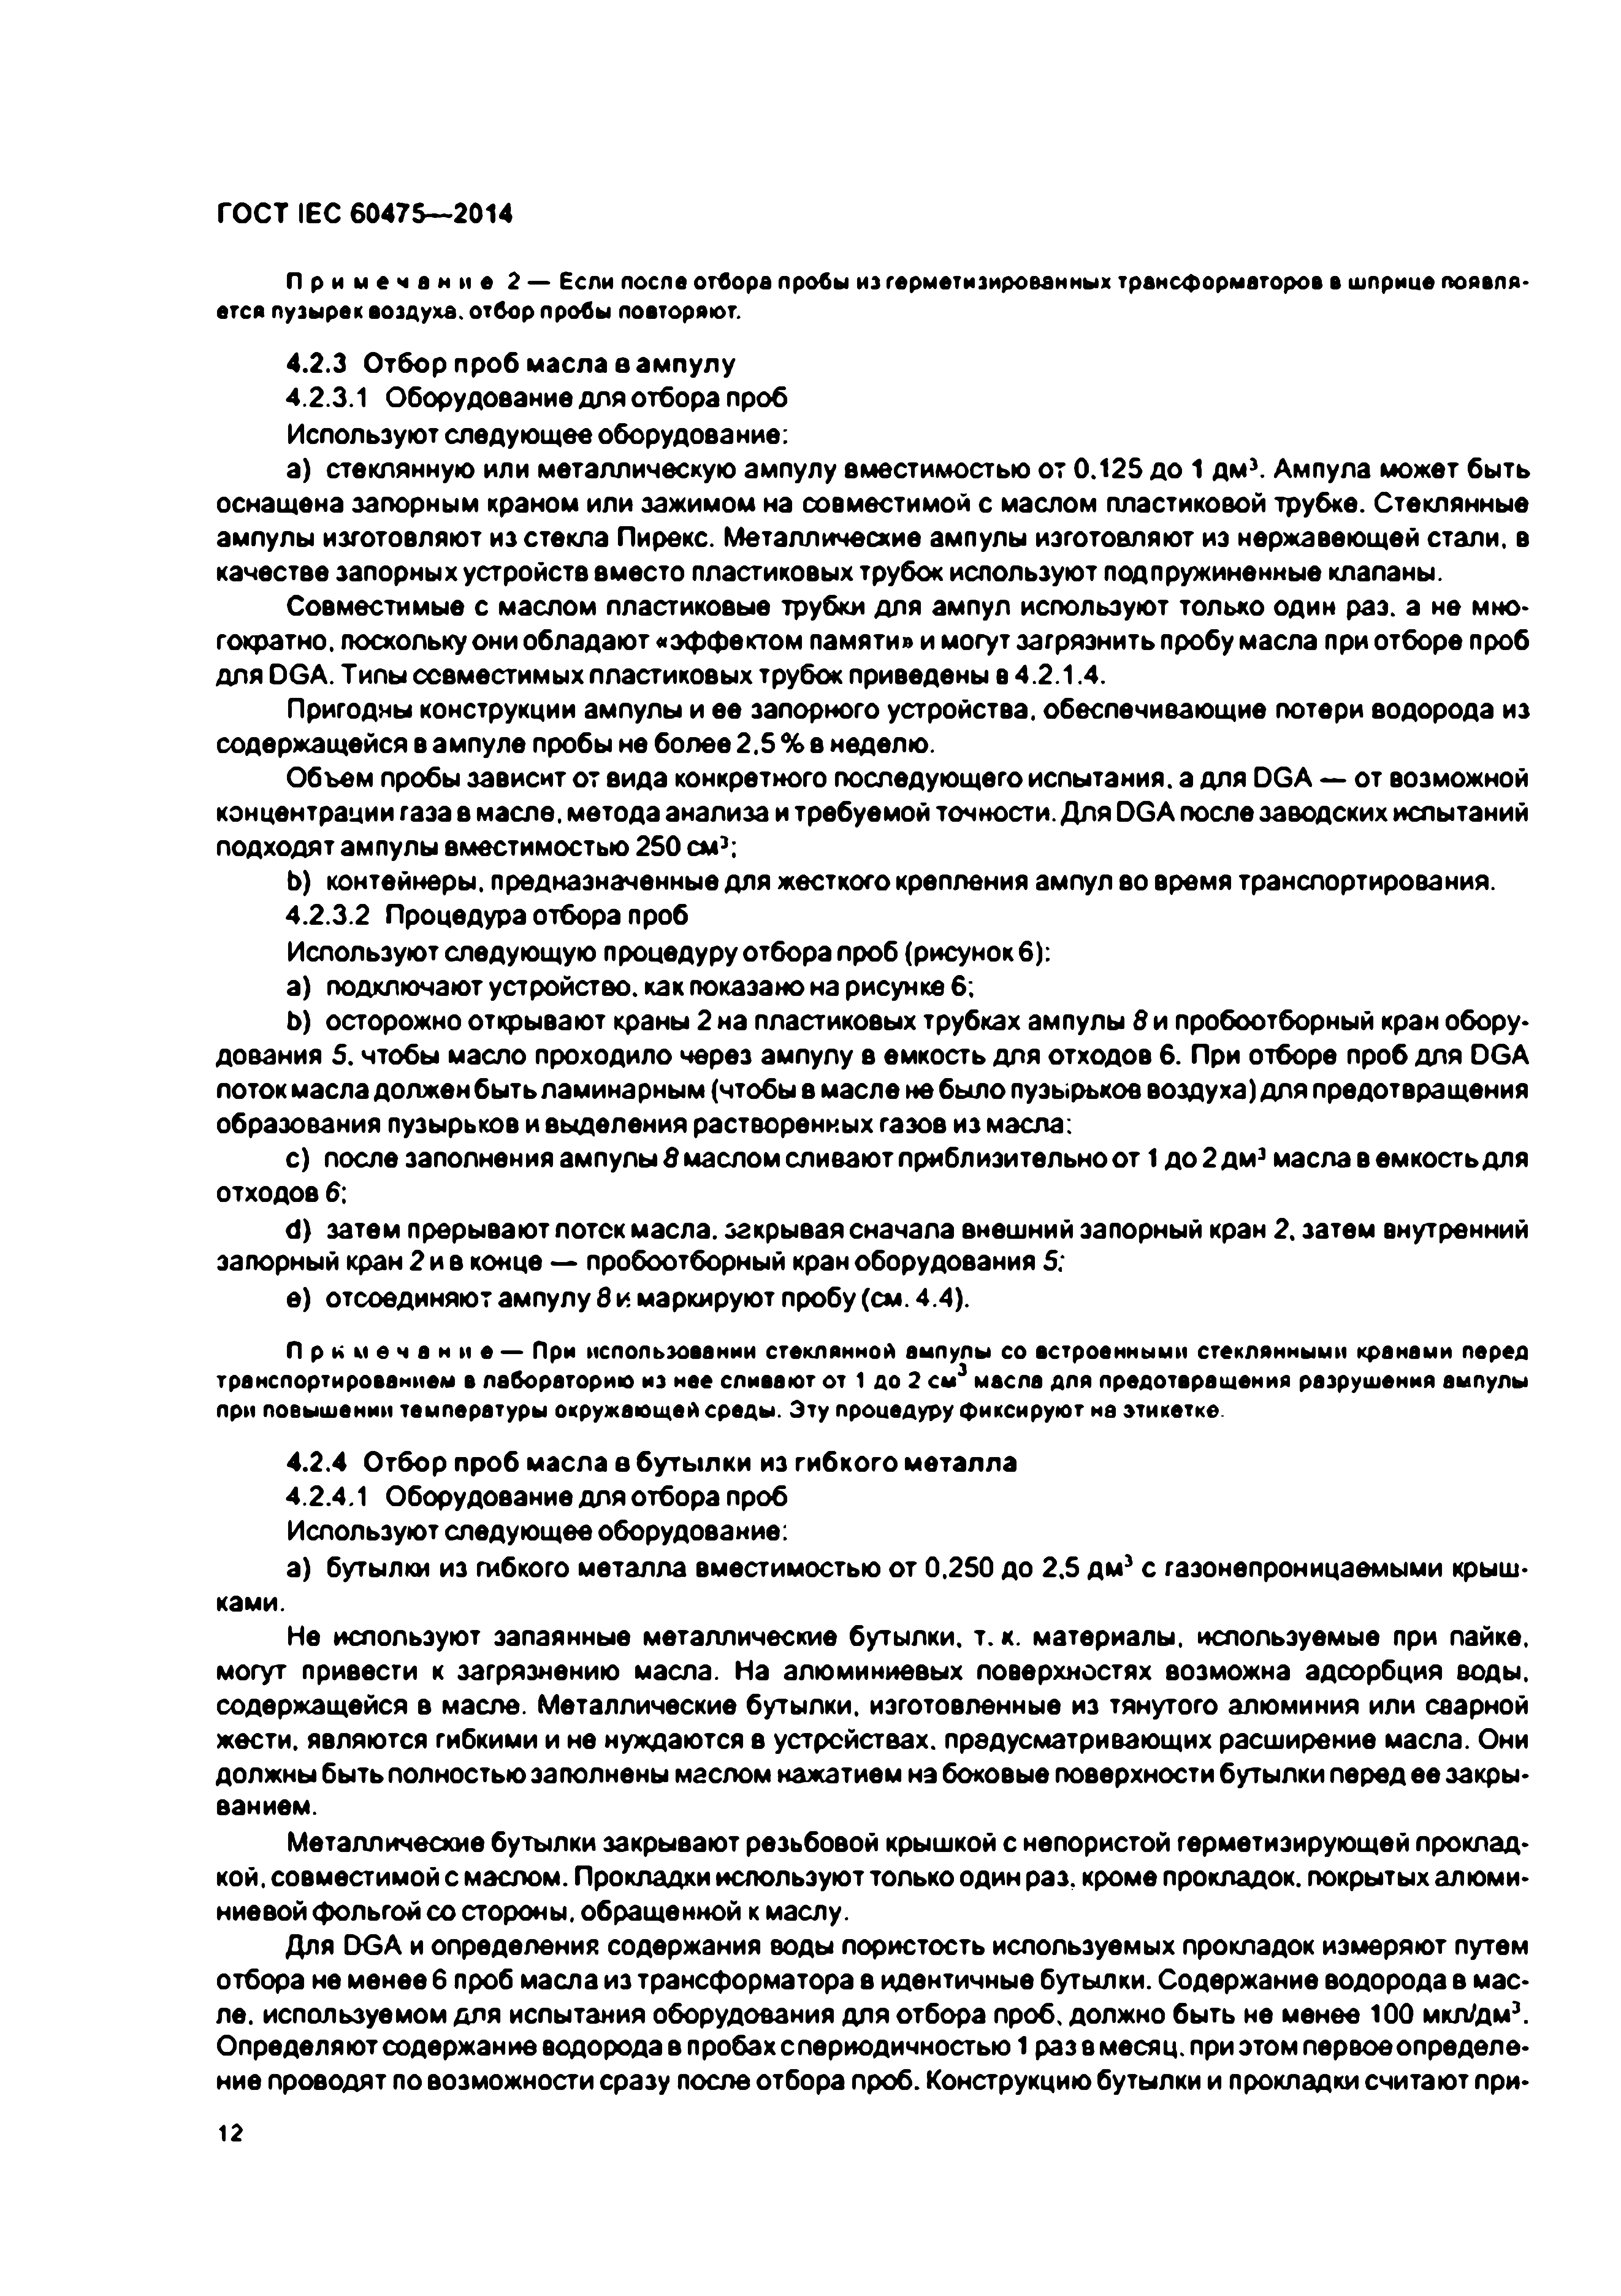 ГОСТ IEC 60475—2014
Примечание 2 — Если после отбора пробы из герметизированных трансформаторов в шприце появля-
ется пузырек воздуха, отбор пробы повторяют.
4.2.3 Отбор проб масла в ампулу
4.2.3.1 Оборудование для отбора проб
Используют следующее оборудование:
a) стеклянную или металлическую ампулу вместимостью от 0,125 до 1 дм³. Ампула может быть
оснащена запорным краном или зажимом на совместимой с маслом пластиковой трубке. Стеклянные
ампулы изготовляют из стекла Пирекс. Металлические ампулы изготовляют из нержавеющей стали, в
качестве запорных устройств вместо пластиковых трубок используют подпружиненные клапаны.
Совместимые с маслом пластиковые трубки для ампул используют только один раз, а не мно-
гократно, поскольку они обладают «эффектом памяти» и могут загрязнить пробу масла при отборе проб
для DGA. Типы совместимых пластиковых трубок приведены в 4.2.1.4.
Пригодны конструкции ампулы и ее запорного устройства, обеспечивающие потери водорода из
содержащейся в ампуле пробы не более 2,5 % в неделю.
Объем пробы зависит от вида конкретного последующего испытания, а для DGA — от возможной
концентрации газа в масле, метода анализа и требуемой точности. Для DGA после заводских испытаний
подходят ампулы вместимостью 250 см³;
b) контейнеры, предназначенные для жесткого крепления ампул во время транспортирования.
4.2.3.2 Процедура отбора проб
Используют следующую процедуру отбора проб (рисунок 6):
a) подключают устройство, как показано на рисунке 6;
b) осторожно открывают краны 2 на пластиковых трубках ампулы 8 и пробоотборный кран обору-
дования 5, чтобы масло проходило через ампулу в емкость для отходов 6. При отборе проб для DGA
поток масла должен быть ламинарным (чтобы в масле не было пузырьков воздуха) для предотвращения
образования пузырьков и выделения растворенных газов из масла;
c) после заполнения ампулы 8 маслом сливают приблизительно от 1 до 2 дм³ масла в емкость для
отходов 6;
d) затем прерывают поток масла, закрывая сначала внешний запорный кран 2, затем внутренний
запорный кран 2 и в конце — пробоотборный кран оборудования 5;
e) отсоединяют ампулу 8 и маркируют пробу (см. 4.4).
Примечание — При использовании стеклянной ампулы со встроенными стеклянными кранами перед
транспортированием в лабораторию из нее сливают от 1 до 2 см³ масла для предотвращения разрушения ампулы
при повышении температуры окружающей среды. Эту процедуру фиксируют на этикетке.
4.2.4 Отбор проб масла в бутылки из гибкого металла
4.2.4.1 Оборудование для отбора проб
Используют следующее оборудование:
a) бутылки из гибкого металла вместимостью от 0,250 до 2,5 дм³ с газонепроницаемыми крыш-
ками.
Не используют запаянные металлические бутылки, т. к. материалы, используемые при пайке,
могут привести к загрязнению масла. На алюминиевых поверхностях возможна адсорбция воды,
содержащейся в масле. Металлические бутылки, изготовленные из тянутого алюминия или сварной
жести, являются гибкими и не нуждаются в устройствах, предусматривающих расширение масла. Они
должны быть полностью заполнены маслом нажатием на боковые поверхности бутылки перед ее закры-
ванием.
Металлические бутылки закрывают резьбовой крышкой с непористой герметизирующей проклад-
кой, совместимой с маслом. Прокладки используют только один раз, кроме прокладок, покрытых алюми-
ниевой фольгой со стороны, обращенной к маслу.
Для DGA и определения содержания воды пористость используемых прокладок измеряют путем
отбора не менее 6 проб масла из трансформатора в идентичные бутылки. Содержание водорода в мас-
ле, используемом для испытания оборудования для отбора проб, должно быть не менее 100 мкл/дм³.
Определяют содержание водорода в пробах с периодичностью 1 раз в месяц, при этом первое определе-
ние проводят по возможности сразу после отбора проб. Конструкцию бутылки и прокладки считают при-
12